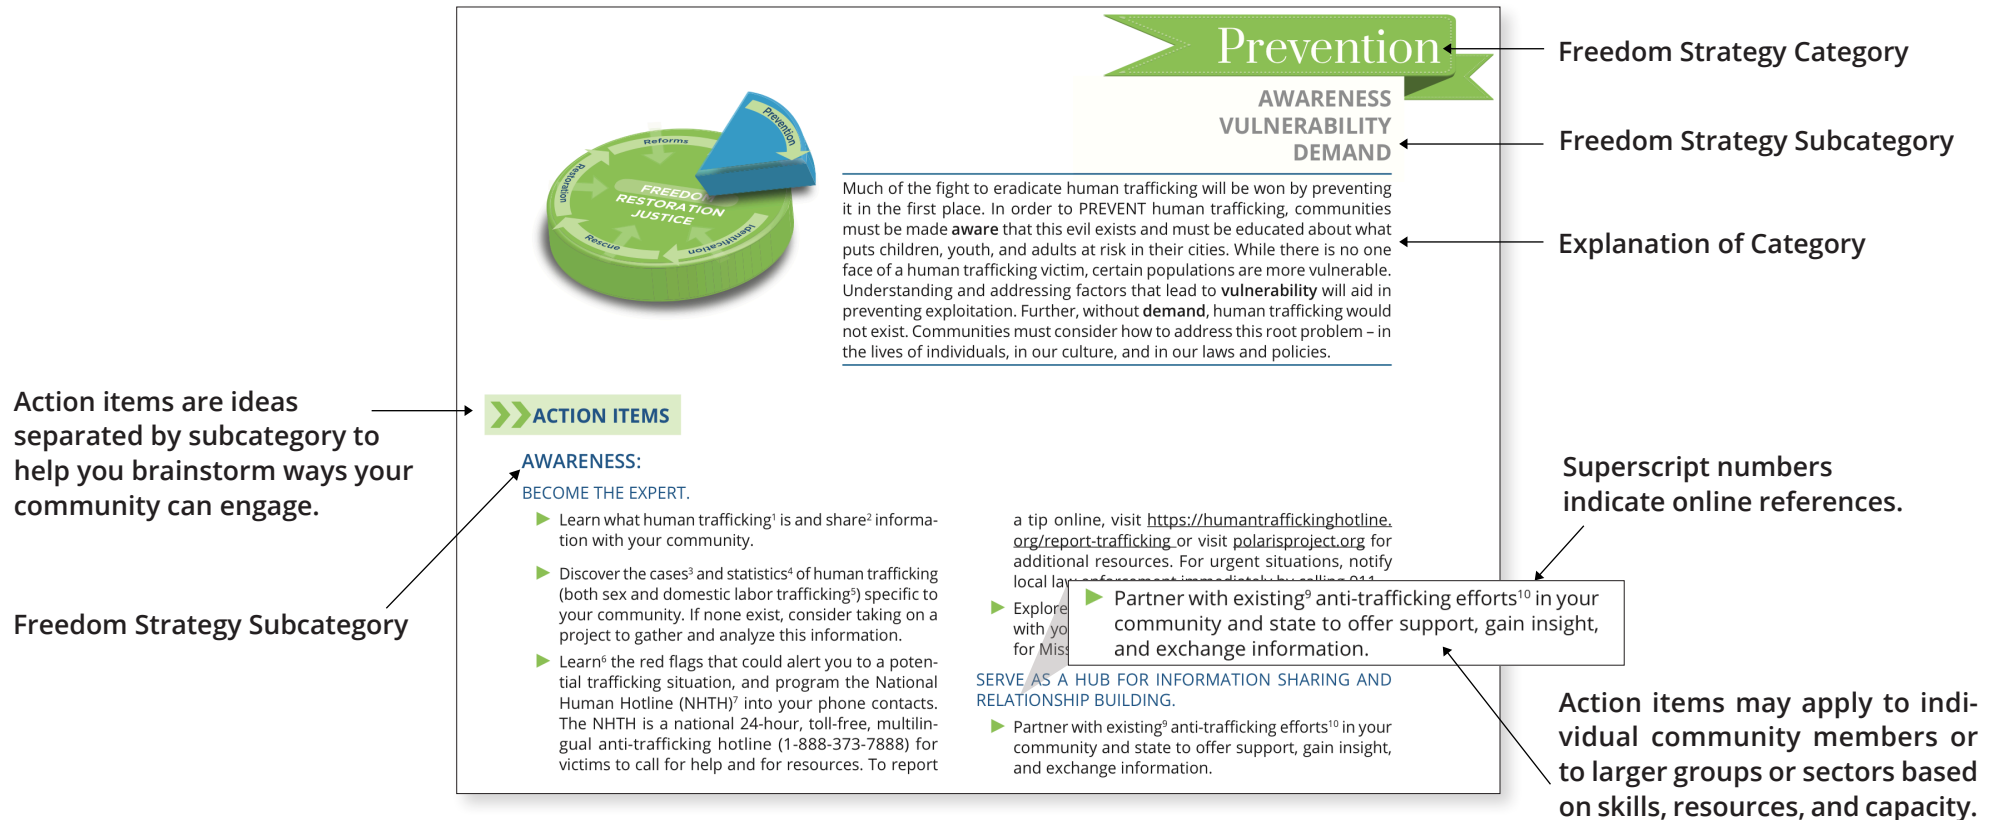 Prevention
Freedom Strategy Category
AWARENESS
VULNERABILITY
DEMAND
Freedom Strategy Subcategory
Prevention
Reforms
Restoration
FREEDOM
RESTORATION
JUSTICE
Rescue
Identification
Much of the fight to eradicate human trafficking will be won by preventing
it in the first place. In order to PREVENT human trafficking, communities
must be made aware that this evil exists and must be educated about what
puts children, youth, and adults at risk in their cities. While there is no one
face of a human trafficking victim, certain populations are more vulnerable.
Understanding and addressing factors that lead to vulnerability will aid in
preventing exploitation. Further, without demand, human trafficking would
not exist. Communities must consider how to address this root problem – in
the lives of individuals, in our culture, and in our laws and policies.
Explanation of Category
Action items are ideas
separated by subcategory to
help you brainstorm ways your
community can engage.
ACTION ITEMS
AWARENESS:
Freedom Strategy Subcategory
BECOME THE EXPERT.
Learn what human trafficking¹ is and share² informa-
tion with your community.
Discover the cases³ and statistics⁴ of human trafficking
(both sex and domestic labor trafficking⁵) specific to
your community. If none exist, consider taking on a
project to gather and analyze this information.
Learn⁶ the red flags that could alert you to a poten-
tial trafficking situation, and program the National
Human Hotline (NHTH)⁷ into your phone contacts.
The NHTH is a national 24-hour, toll-free, multilin-
gual anti-trafficking hotline (1-888-373-7888) for
victims to call for help and for resources. To report
a tip online, visit https://humantraffickinghotline.
org/report-trafficking or visit polarisproject.org for
additional resources. For urgent situations, notify
local law enforcement immediately by calling 911.
Explore
with yo
for Miss
SERVE AS A HUB FOR INFORMATION SHARING AND
RELATIONSHIP BUILDING.
Partner with existing⁹ anti-trafficking efforts¹⁰ in your
community and state to offer support, gain insight,
and exchange information.
Superscript numbers
indicate online references.
Partner with existing⁹ anti-trafficking efforts¹⁰ in your
community and state to offer support, gain insight,
and exchange information.
Action items may apply to indi-
vidual community members or
to larger groups or sectors based
on skills, resources, and capacity.